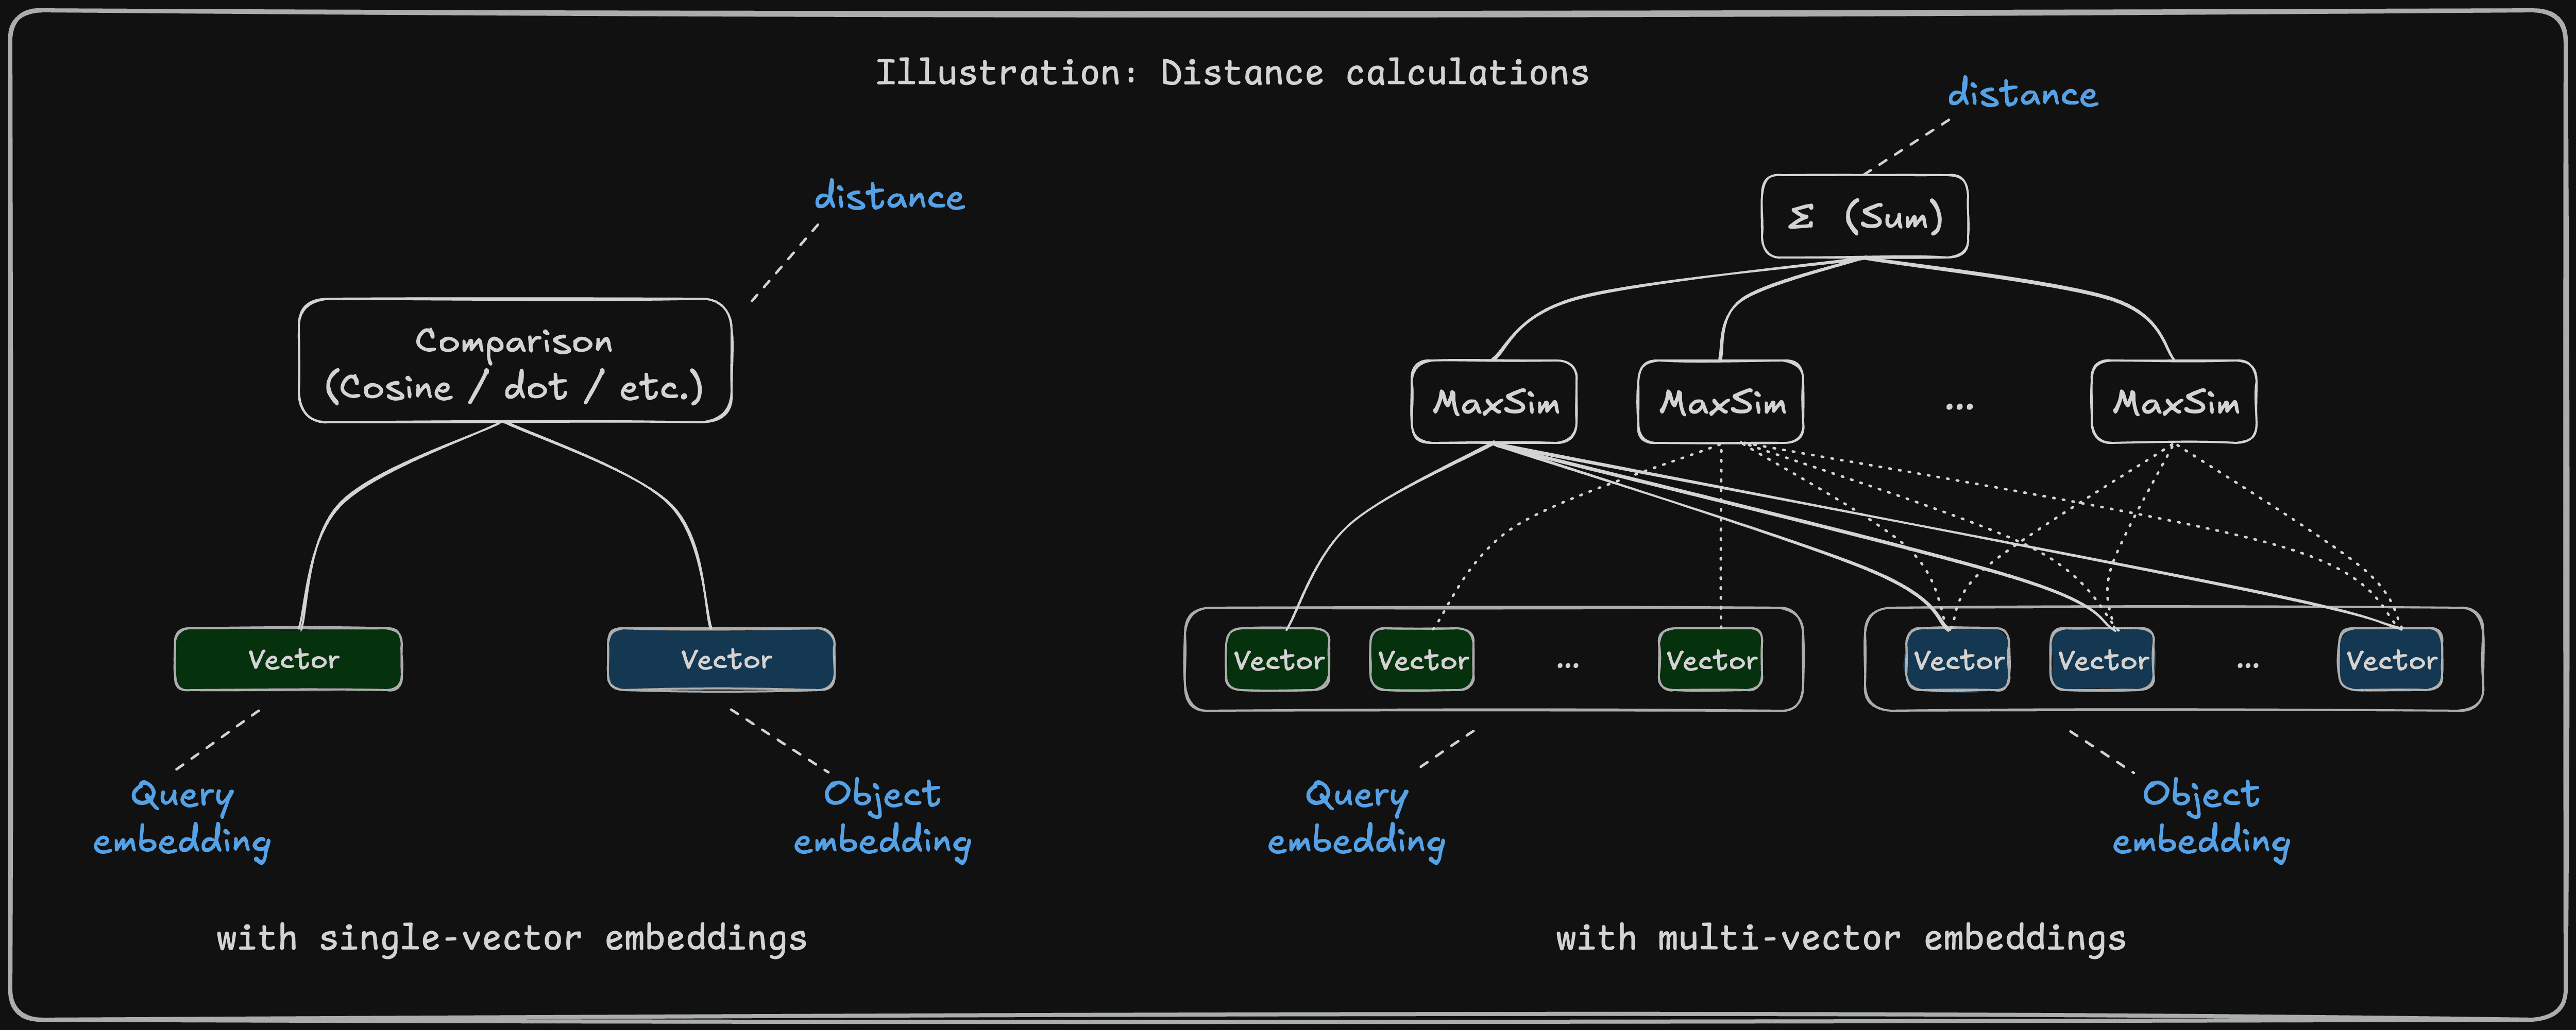 Illustration: Distance calculations
distance
Comparison
(Cosine / dot / etc.)
Vector
Vector
Query
embedding
Object
embedding
with single-vector embeddings
distance
Σ (Sum)
MaxSim
MaxSim
...
MaxSim
Vector
Vector
...
Vector
Vector
Vector
...
Vector
Query
embedding
Object
embedding
with multi-vector embeddings